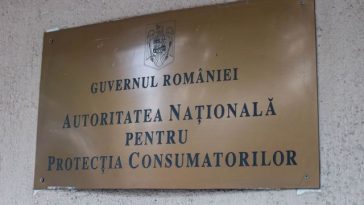 GUVERNUL ROMÂNIEI
AUTORITATEA NAȚIONALĂ
PENTRU
PROTECȚIA CONSUMATORILOR